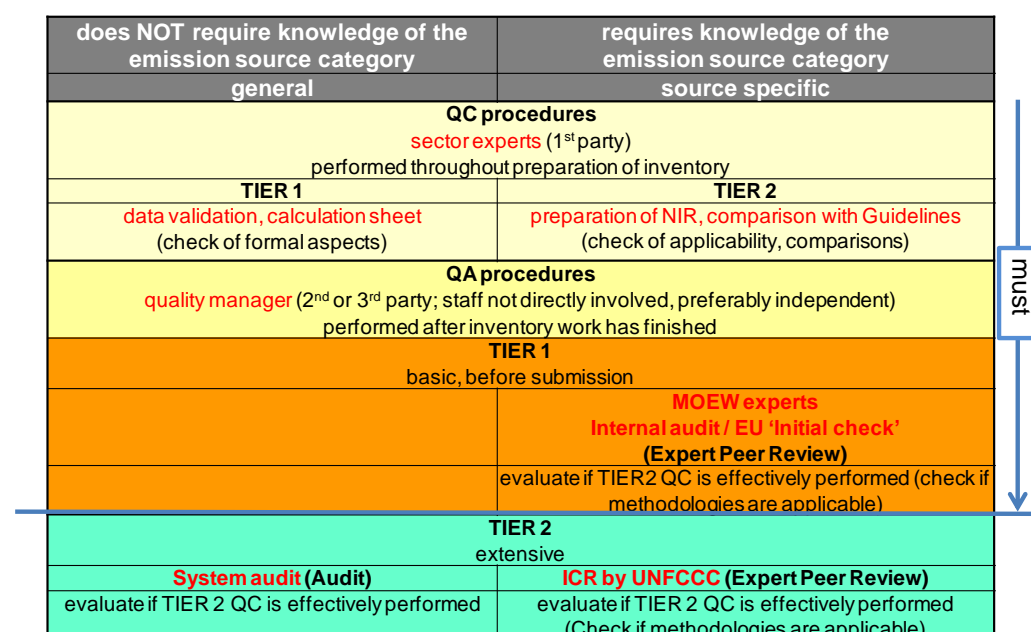 does NOT require knowledge of the
emission source category
requires knowledge of the
emission source category
general
source specific
QC procedures
sector experts (1st party)
performed throughout preparation of inventory
TIER 1
TIER 2
data validation, calculation sheet
(check of formal aspects)
preparation of NIR, comparison with Guidelines
(check of applicability, comparisons)
QA procedures
quality manager (2nd or 3rd party; staff not directly involved, preferably independent)
performed after inventory work has finished
TIER 1
basic, before submission
MOEW experts
Internal audit / EU ‘Initial check’
(Expert Peer Review)
evaluate if TIER2 QC is effectively performed (check if
methodologies are applicable)
must
TIER 2
extensive
System audit (Audit)
ICR by UNFCCC (Expert Peer Review)
evaluate if TIER 2 QC is effectively performed
evaluate if TIER 2 QC is effectively performed
(Check if methodologies are applicable)